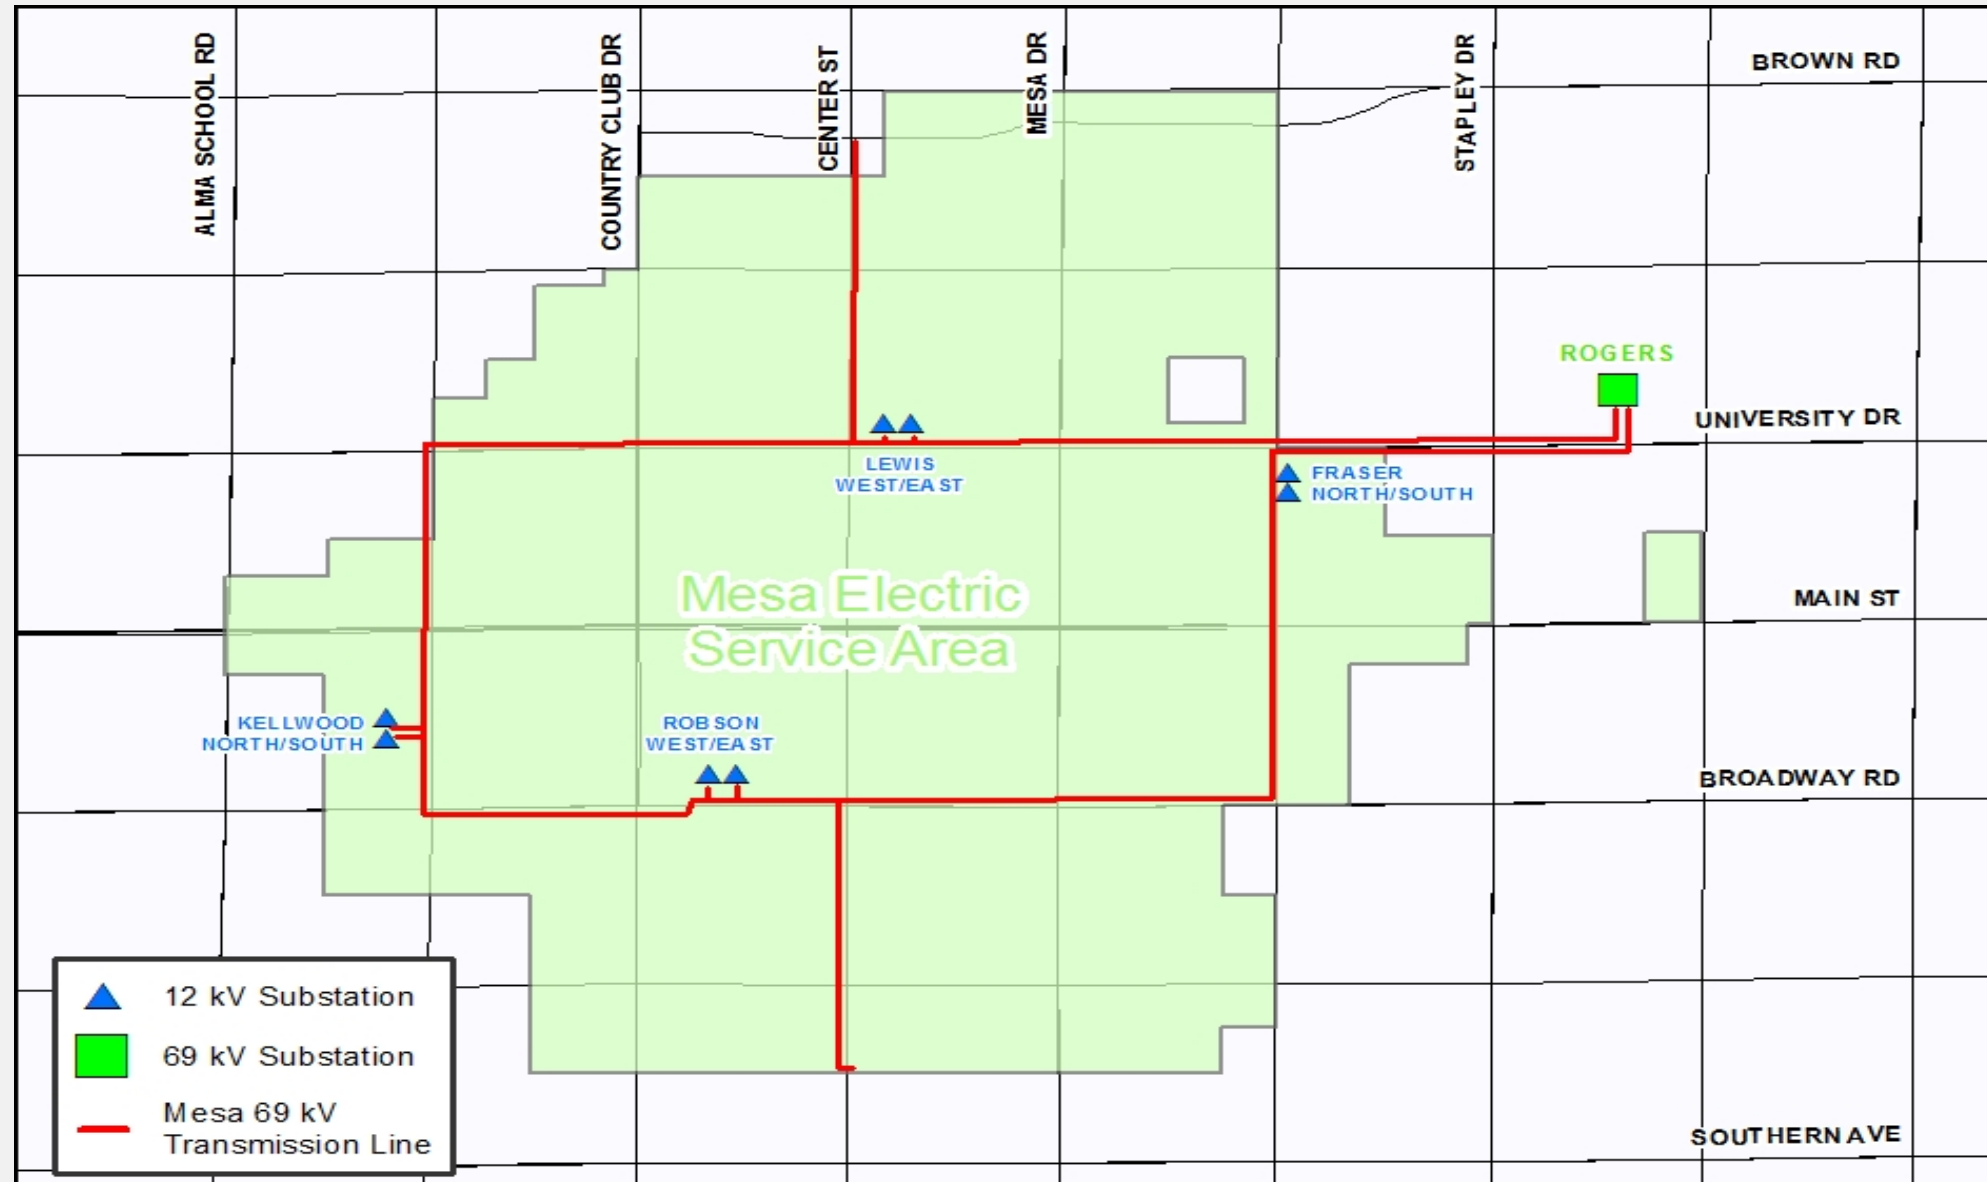 ALMA SCHOOL RD
COUNTRY CLUB DR
CENTER ST
MESA DR
STAPLEY DR
BROWN RD
ROGERS
UNIVERSITY DR
LEWIS
WEST/EAST
FRASER
NORTH/SOUTH
Mesa Electric
Service Area
MAIN ST
KELLWOOD
NORTH/SOUTH
ROBSON
WEST/EAST
BROADWAY RD
12 kV Substation
69 kV Substation
Mesa 69 kV
Transmission Line
SOUTHERN AVE